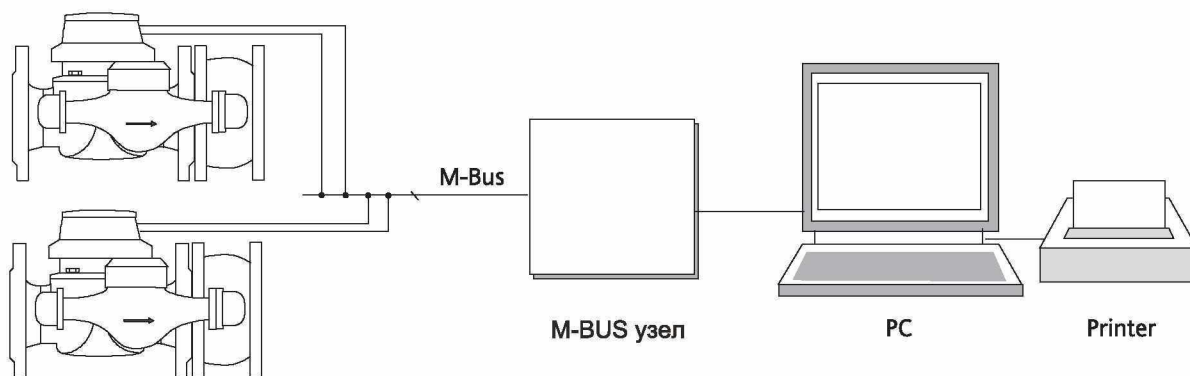 M-Bus
M-BUS узел
PC
Printer